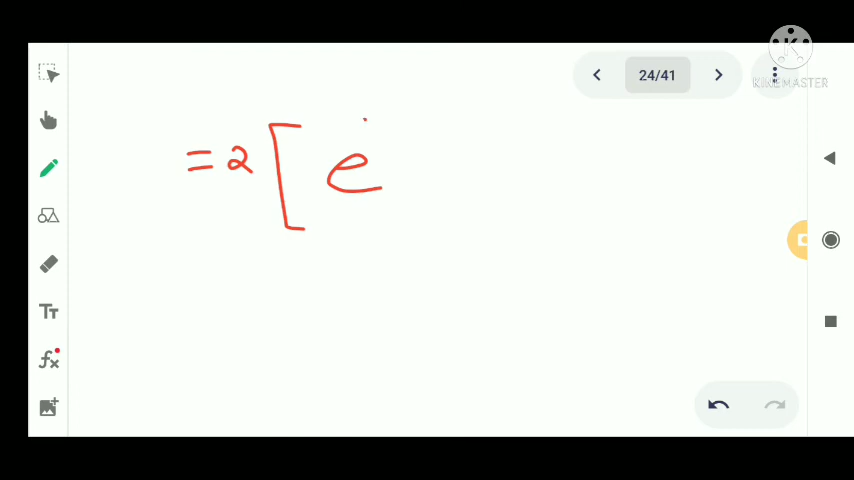 KINEMASTER
24/41
= 2 [ e
Tт
fx